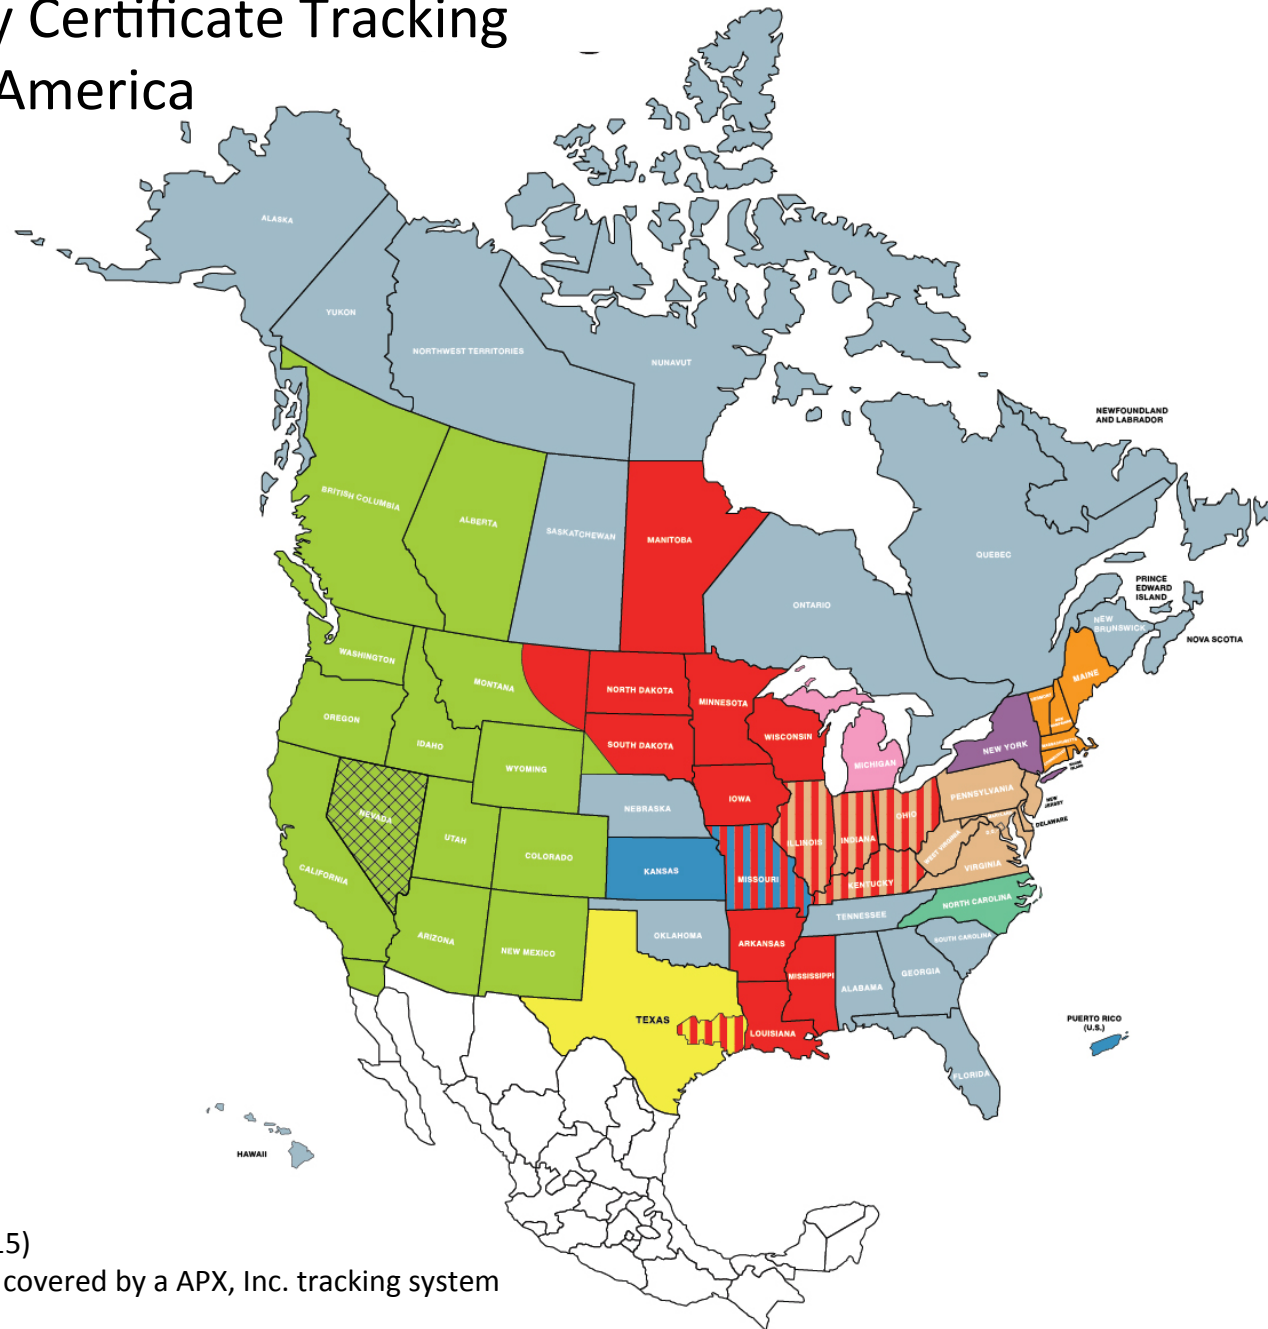 y Certificate Tracking
America
ALASKA
YUKON
NORTHWEST TERRITORIES
NUNAVUT
NEWFOUNDLAND
AND LABRADOR
BRITISH COLUMBIA
ALBERTA
SASKATCHEWAN
MANITOBA
ONTARIO
QUEBEC
PRINCE
EDWARD
ISLAND
NEW
BRUNSWICK
NOVA SCOTIA
WASHINGTON
MONTANA
NORTH DAKOTA
MINNESOTA
MAINE
OREGON
IDAHO
SOUTH DAKOTA
WISCONSIN
MICHIGAN
NEW YORK
WYOMING
IOWA
PENNSYLVANIA
NEW
JERSEY
NEBRASKA
NEVADA
UTAH
COLORADO
ILLINOIS
INDIANA
OHIO
DELAWARE
WEST VIRGINIA
VIRGINIA
CALIFORNIA
KANSAS
MISSOURI
KENTUCKY
NORTH CAROLINA
TENNESSEE
ARIZONA
NEW MEXICO
OKLAHOMA
ARKANSAS
SOUTH CAROLINA
MISSISSIPPI
ALABAMA
GEORGIA
TEXAS
LOUISIANA
PUERTO RICO
(U.S.)
FLORIDA
HAWAII
15)
covered by a APX, Inc. tracking system